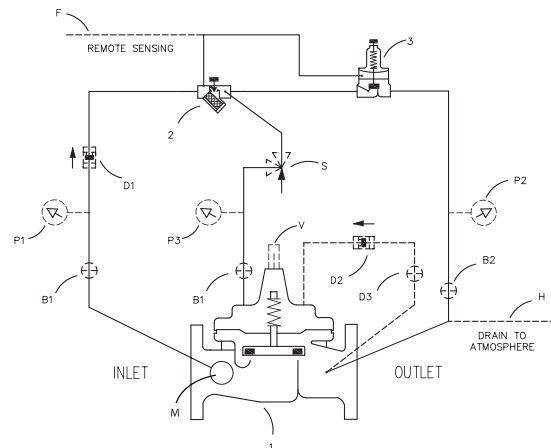 F
REMOTE SENSING
3
2
D1
S
P1
P3
V
P2
D2
B1
B1
D3
B2
H
DRAIN TO
ATMOSPHERE
INLET
OUTLET
M
1